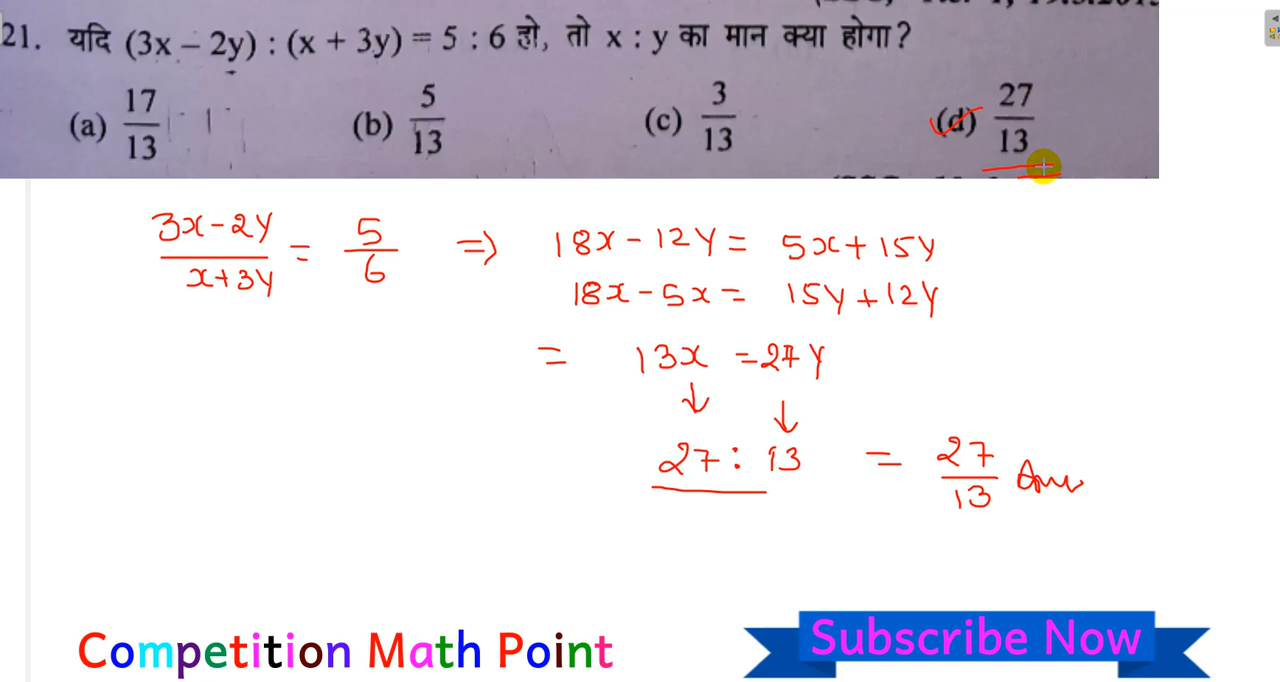 21. यदि (3x – 2y) : (x + 3y) = 5 : 6 हो, तो x : y का मान क्या होगा?
(a) 17/13 (b) 5/13 (c) 3/13 (d) 27/13
3x-2y/x+3y = 5/6 => 18x-12y = 5x+15y
18x-5x = 15y+12y
= 13x = 27y
↓ ↓
27 : 13 = 27/13 Ans
Competition Math Point
Subscribe Now